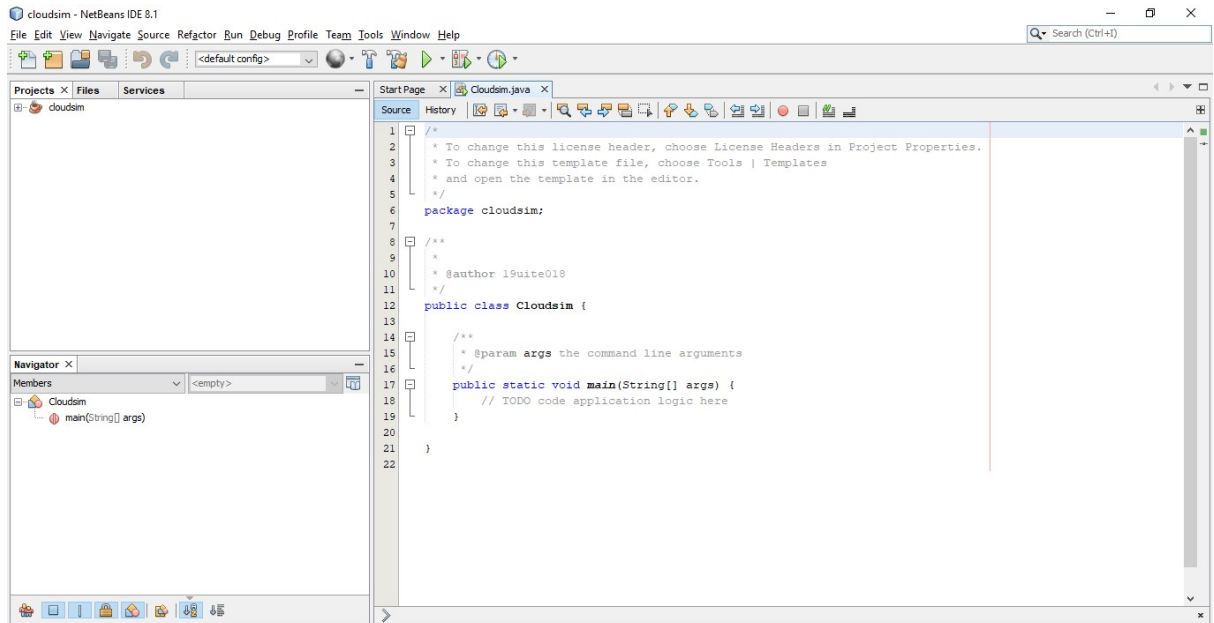 cloudsim - NetBeans IDE 8.1
File Edit View Navigate Source Refactor Run Debug Profile Team Tools Window Help
Search (Ctrl+I)
<default config>
Projects Files Services
cloudsim
Start Page Cloudsim.java
Source History
1 /*
2 * To change this license header, choose License Headers in Project Properties.
3 * To change this template file, choose Tools | Templates
4 * and open the template in the editor.
5 */
6 package cloudsim;
7
8 /**
9 *
10 * @author 19uite018
11 */
12 public class Cloudsim {
13
14 /**
15 * @param args the command line arguments
16 */
17 public static void main(String[] args) {
18 // TODO code application logic here
19 }
20
21 }
22
Navigator
Members <empty>
Cloudsim
main(String[] args)